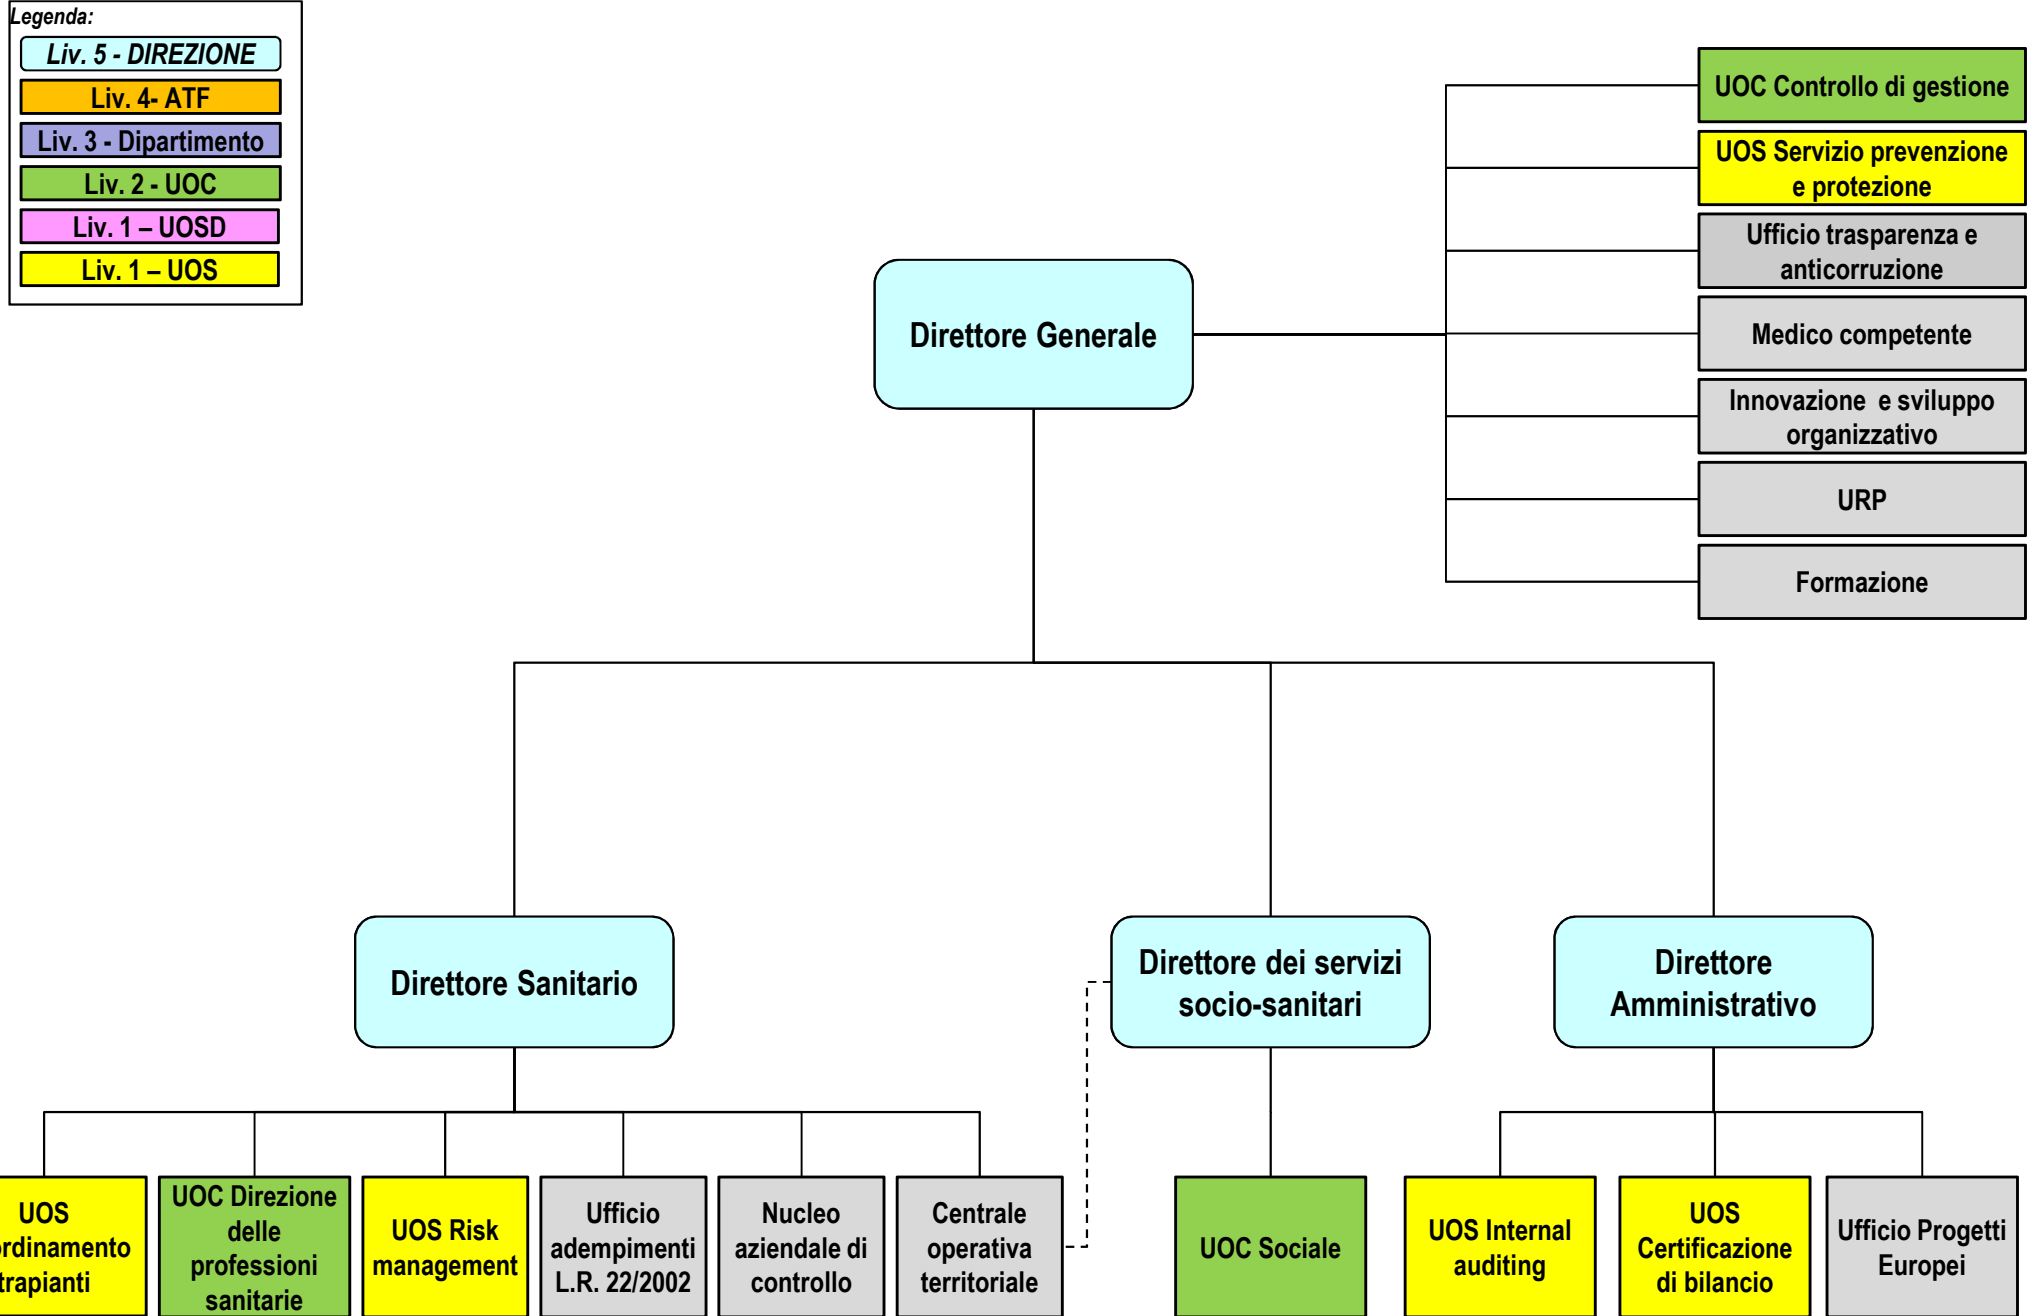 Legenda:
Liv. 5 - DIREZIONE
Liv. 4- ATF
Liv. 3 - Dipartimento
Liv. 2 - UOC
Liv. 1 – UOSD
Liv. 1 – UOS
UOC Controllo di gestione
UOS Servizio prevenzione
e protezione
Ufficio trasparenza e
anticorruzione
Medico competente
Innovazione e sviluppo
organizzativo
URP
Formazione
Direttore Generale
Direttore Sanitario
Direttore dei servizi
socio-sanitari
Direttore
Amministrativo
UOS
ordinamento
trapianti
UOC Direzione
delle
professioni
sanitarie
UOS Risk
management
Ufficio
adempimenti
L.R. 22/2002
Nucleo
aziendale di
controllo
Centrale
operativa
territoriale
UOC Sociale
UOS Internal
auditing
UOS
Certificazione
di bilancio
Ufficio Progetti
Europei